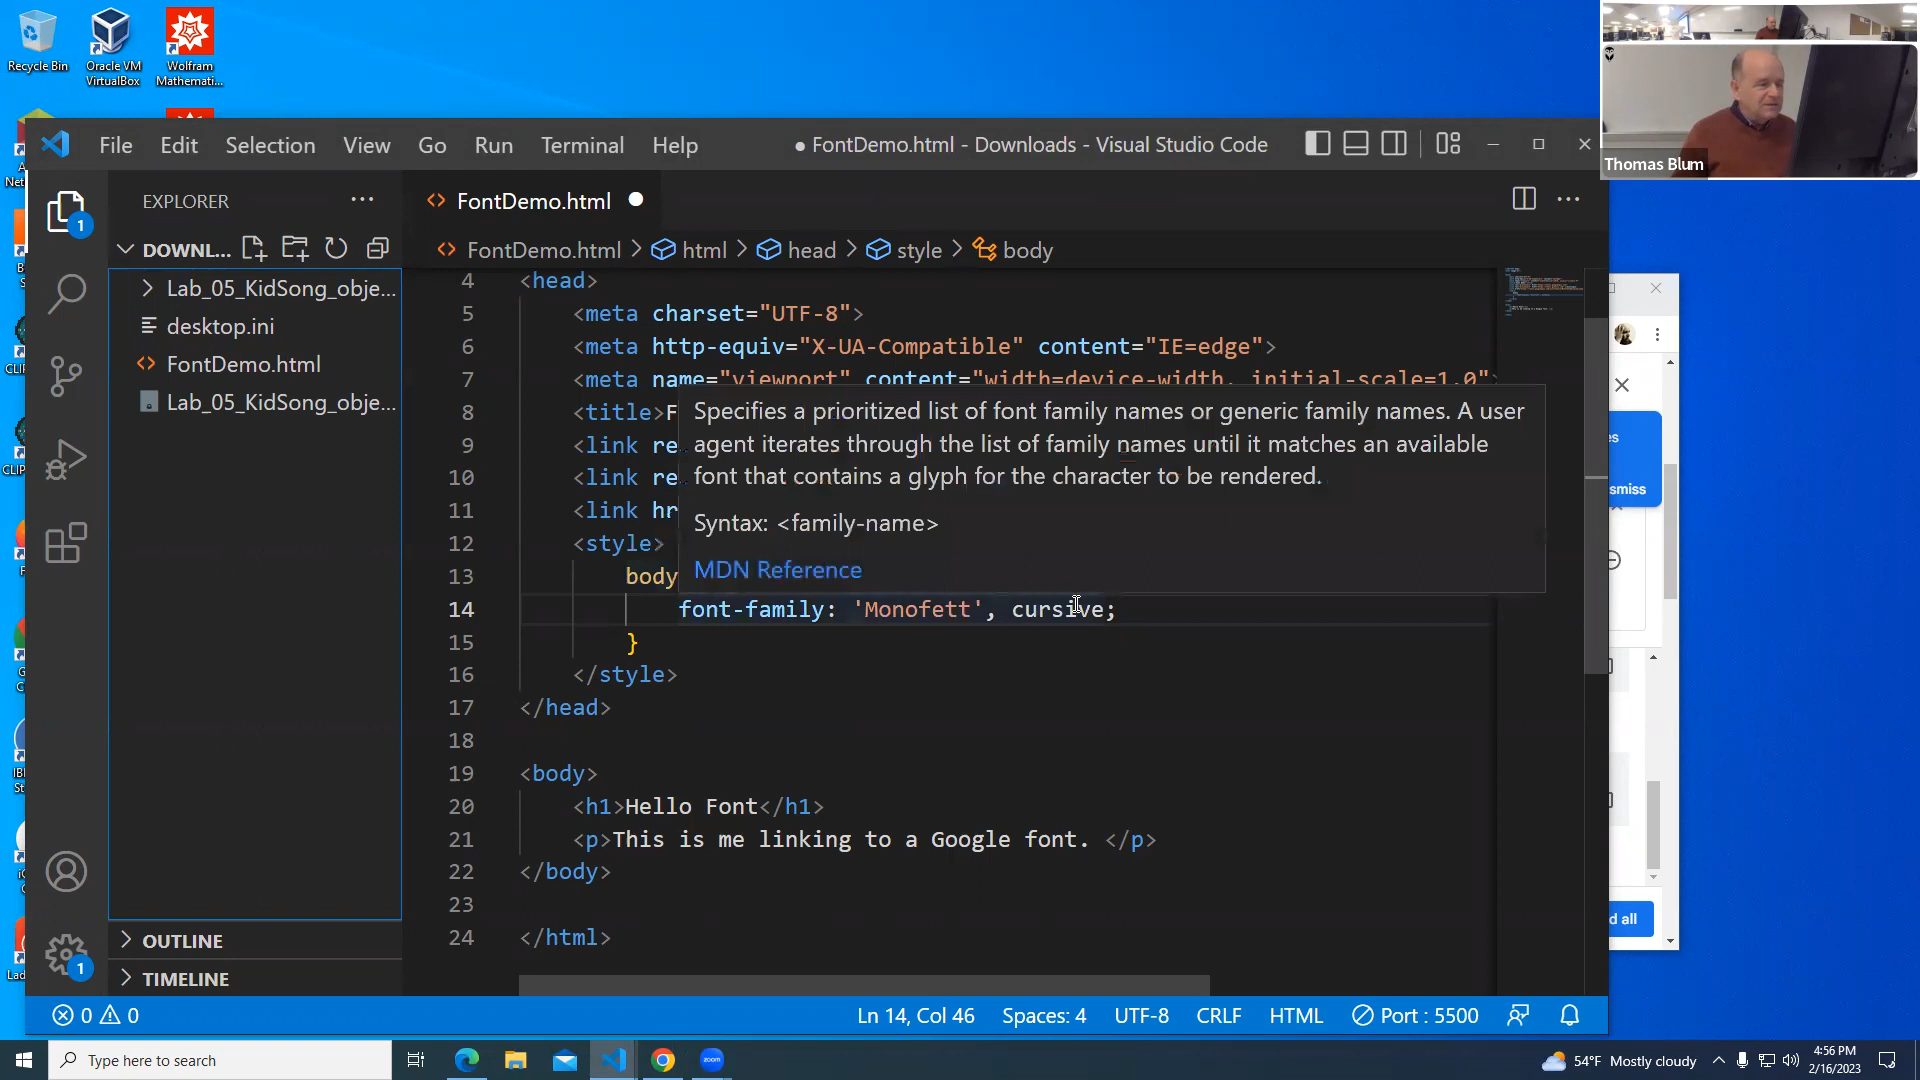 Recycle Bin
Oracle VM
VirtualBox
Wolfram
Mathemati...
Thomas Blum
File Edit Selection View Go Run Terminal Help
● FontDemo.html - Downloads - Visual Studio Code
EXPLORER
FontDemo.html
DOWNL...
FontDemo.html > html > head > style > body
Lab_05_KidSong_obje...
desktop.ini
FontDemo.html
Lab_05_KidSong_obje...
4 <head>
5 <meta charset="UTF-8">
6 <meta http-equiv="X-UA-Compatible" content="IE=edge">
7 <meta name="viewport" content="width=device-width, initial-scale=1.0">
8 <title>F
9 <link re
10 <link re
11 <link hr
12 <style>
13 body
14 font-family: 'Monofett', cursive;
15 }
16 </style>
17 </head>
18
19 <body>
20 <h1>Hello Font</h1>
21 <p>This is me linking to a Google font. </p>
22 </body>
23
24 </html>
Specifies a prioritized list of font family names or generic family names. A user
agent iterates through the list of family names until it matches an available
font that contains a glyph for the character to be rendered.
Syntax: <family-name>
MDN Reference
1
1
OUTLINE
TIMELINE
0 0
Ln 14, Col 46 Spaces: 4 UTF-8 CRLF HTML Port : 5500
es
smiss
d all
Type here to search
zoom
54°F Mostly cloudy
4:56 PM
2/16/2023